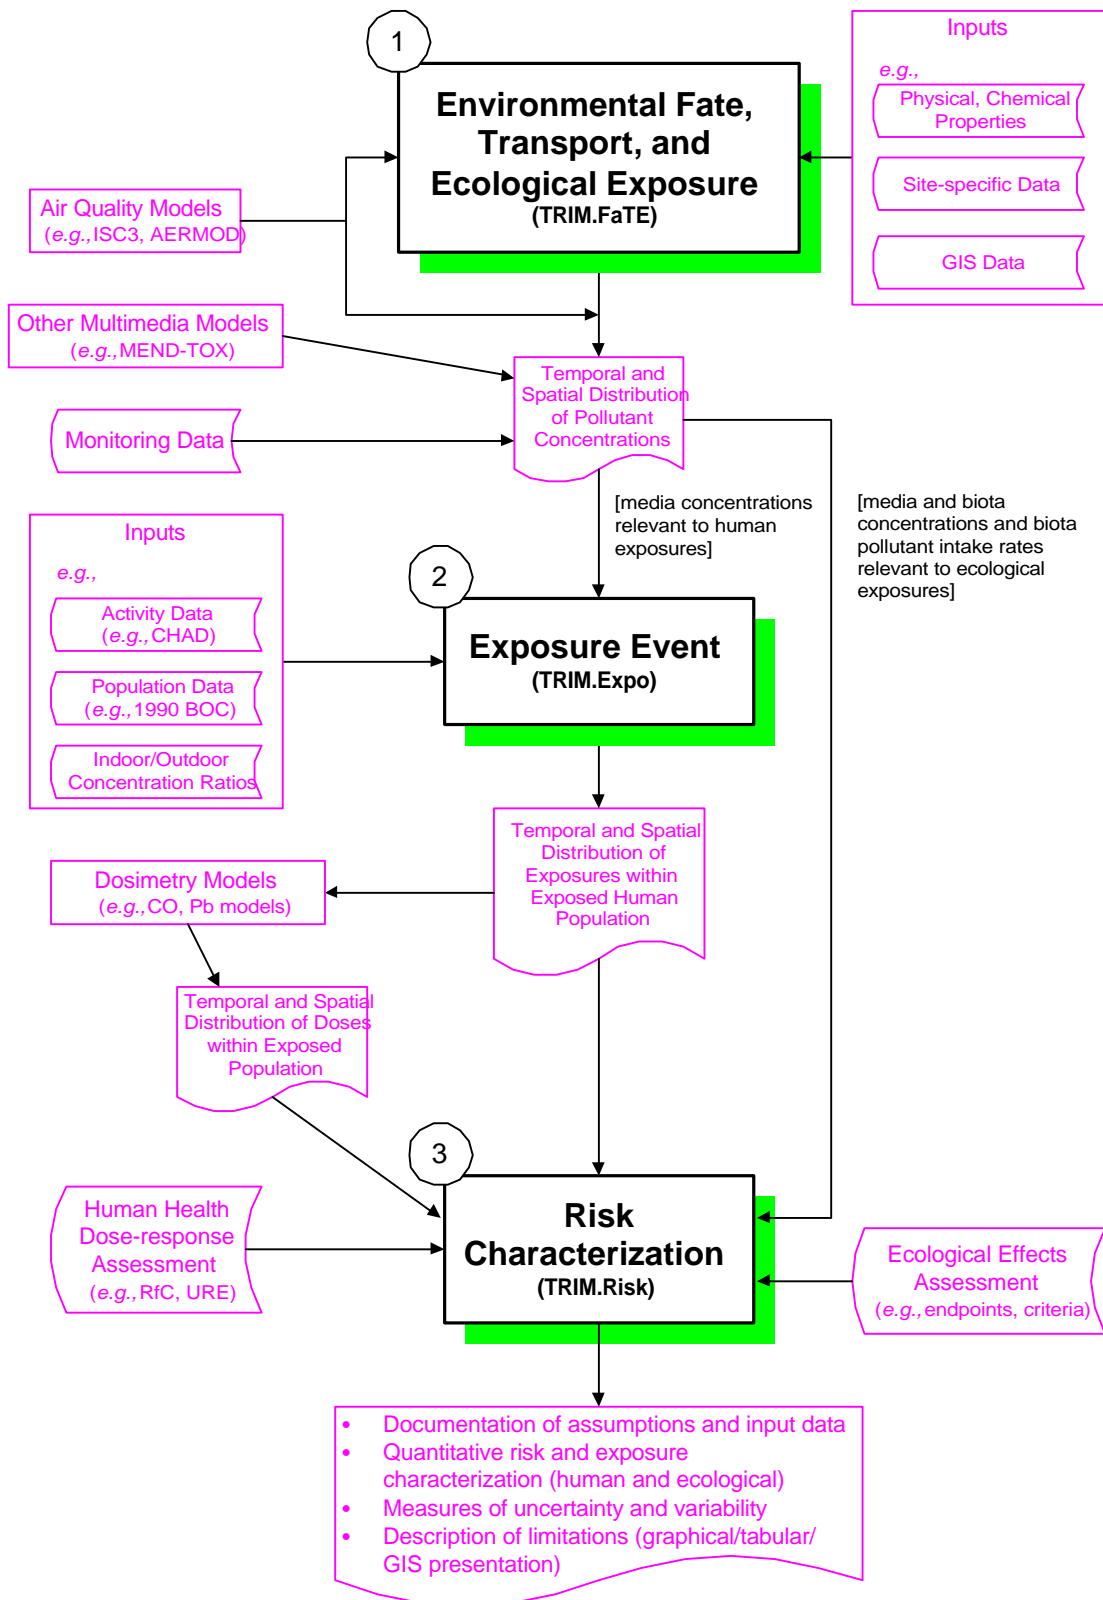 1
Environmental Fate,
Transport, and
Ecological Exposure
(TRIM.FaTE)
Inputs
e.g.,
Physical, Chemical
Properties
Site-specific Data
GIS Data
Air Quality Models
(e.g., ISC3, AERMOD)
Other Multimedia Models
(e.g., MEND-TOX)
Monitoring Data
Temporal and
Spatial Distribution
of Pollutant
Concentrations
[media concentrations
relevant to human
exposures]
[media and biota
concentrations and biota
pollutant intake rates
relevant to ecological
exposures]
Inputs
e.g.,
Activity Data
(e.g., CHAD)
Population Data
(e.g., 1990 BOC)
Indoor/Outdoor
Concentration Ratios
2
Exposure Event
(TRIM.Expo)
Temporal and Spatial
Distribution of
Exposures within
Exposed Human
Population
Dosimetry Models
(e.g., CO, Pb models)
Temporal and Spatial
Distribution of Doses
within Exposed
Population
3
Risk
Characterization
(TRIM.Risk)
Human Health
Dose-response
Assessment
(e.g., RfC, URE)
Ecological Effects
Assessment
(e.g., endpoints, criteria)
• Documentation of assumptions and input data
• Quantitative risk and exposure
characterization (human and ecological)
• Measures of uncertainty and variability
• Description of limitations (graphical/tabular/
GIS presentation)